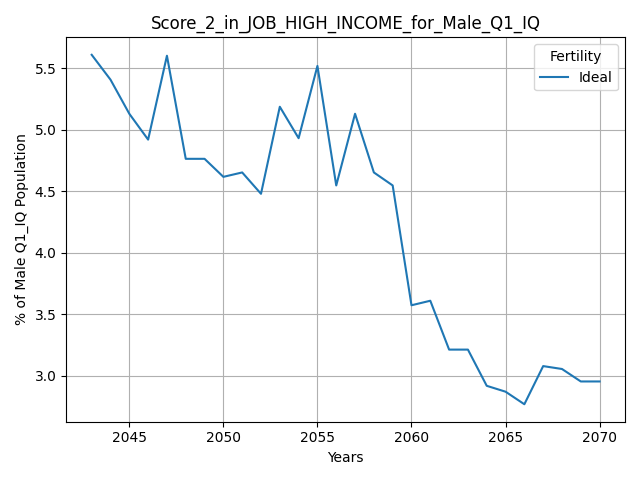 Score_2_in_JOB_HIGH_INCOME_for_Male_Q1_IQ
Fertility
Ideal
% of Male Q1_IQ Population
5.5
5.0
4.5
4.0
3.5
3.0
2045 2050 2055 2060 2065 2070
Years